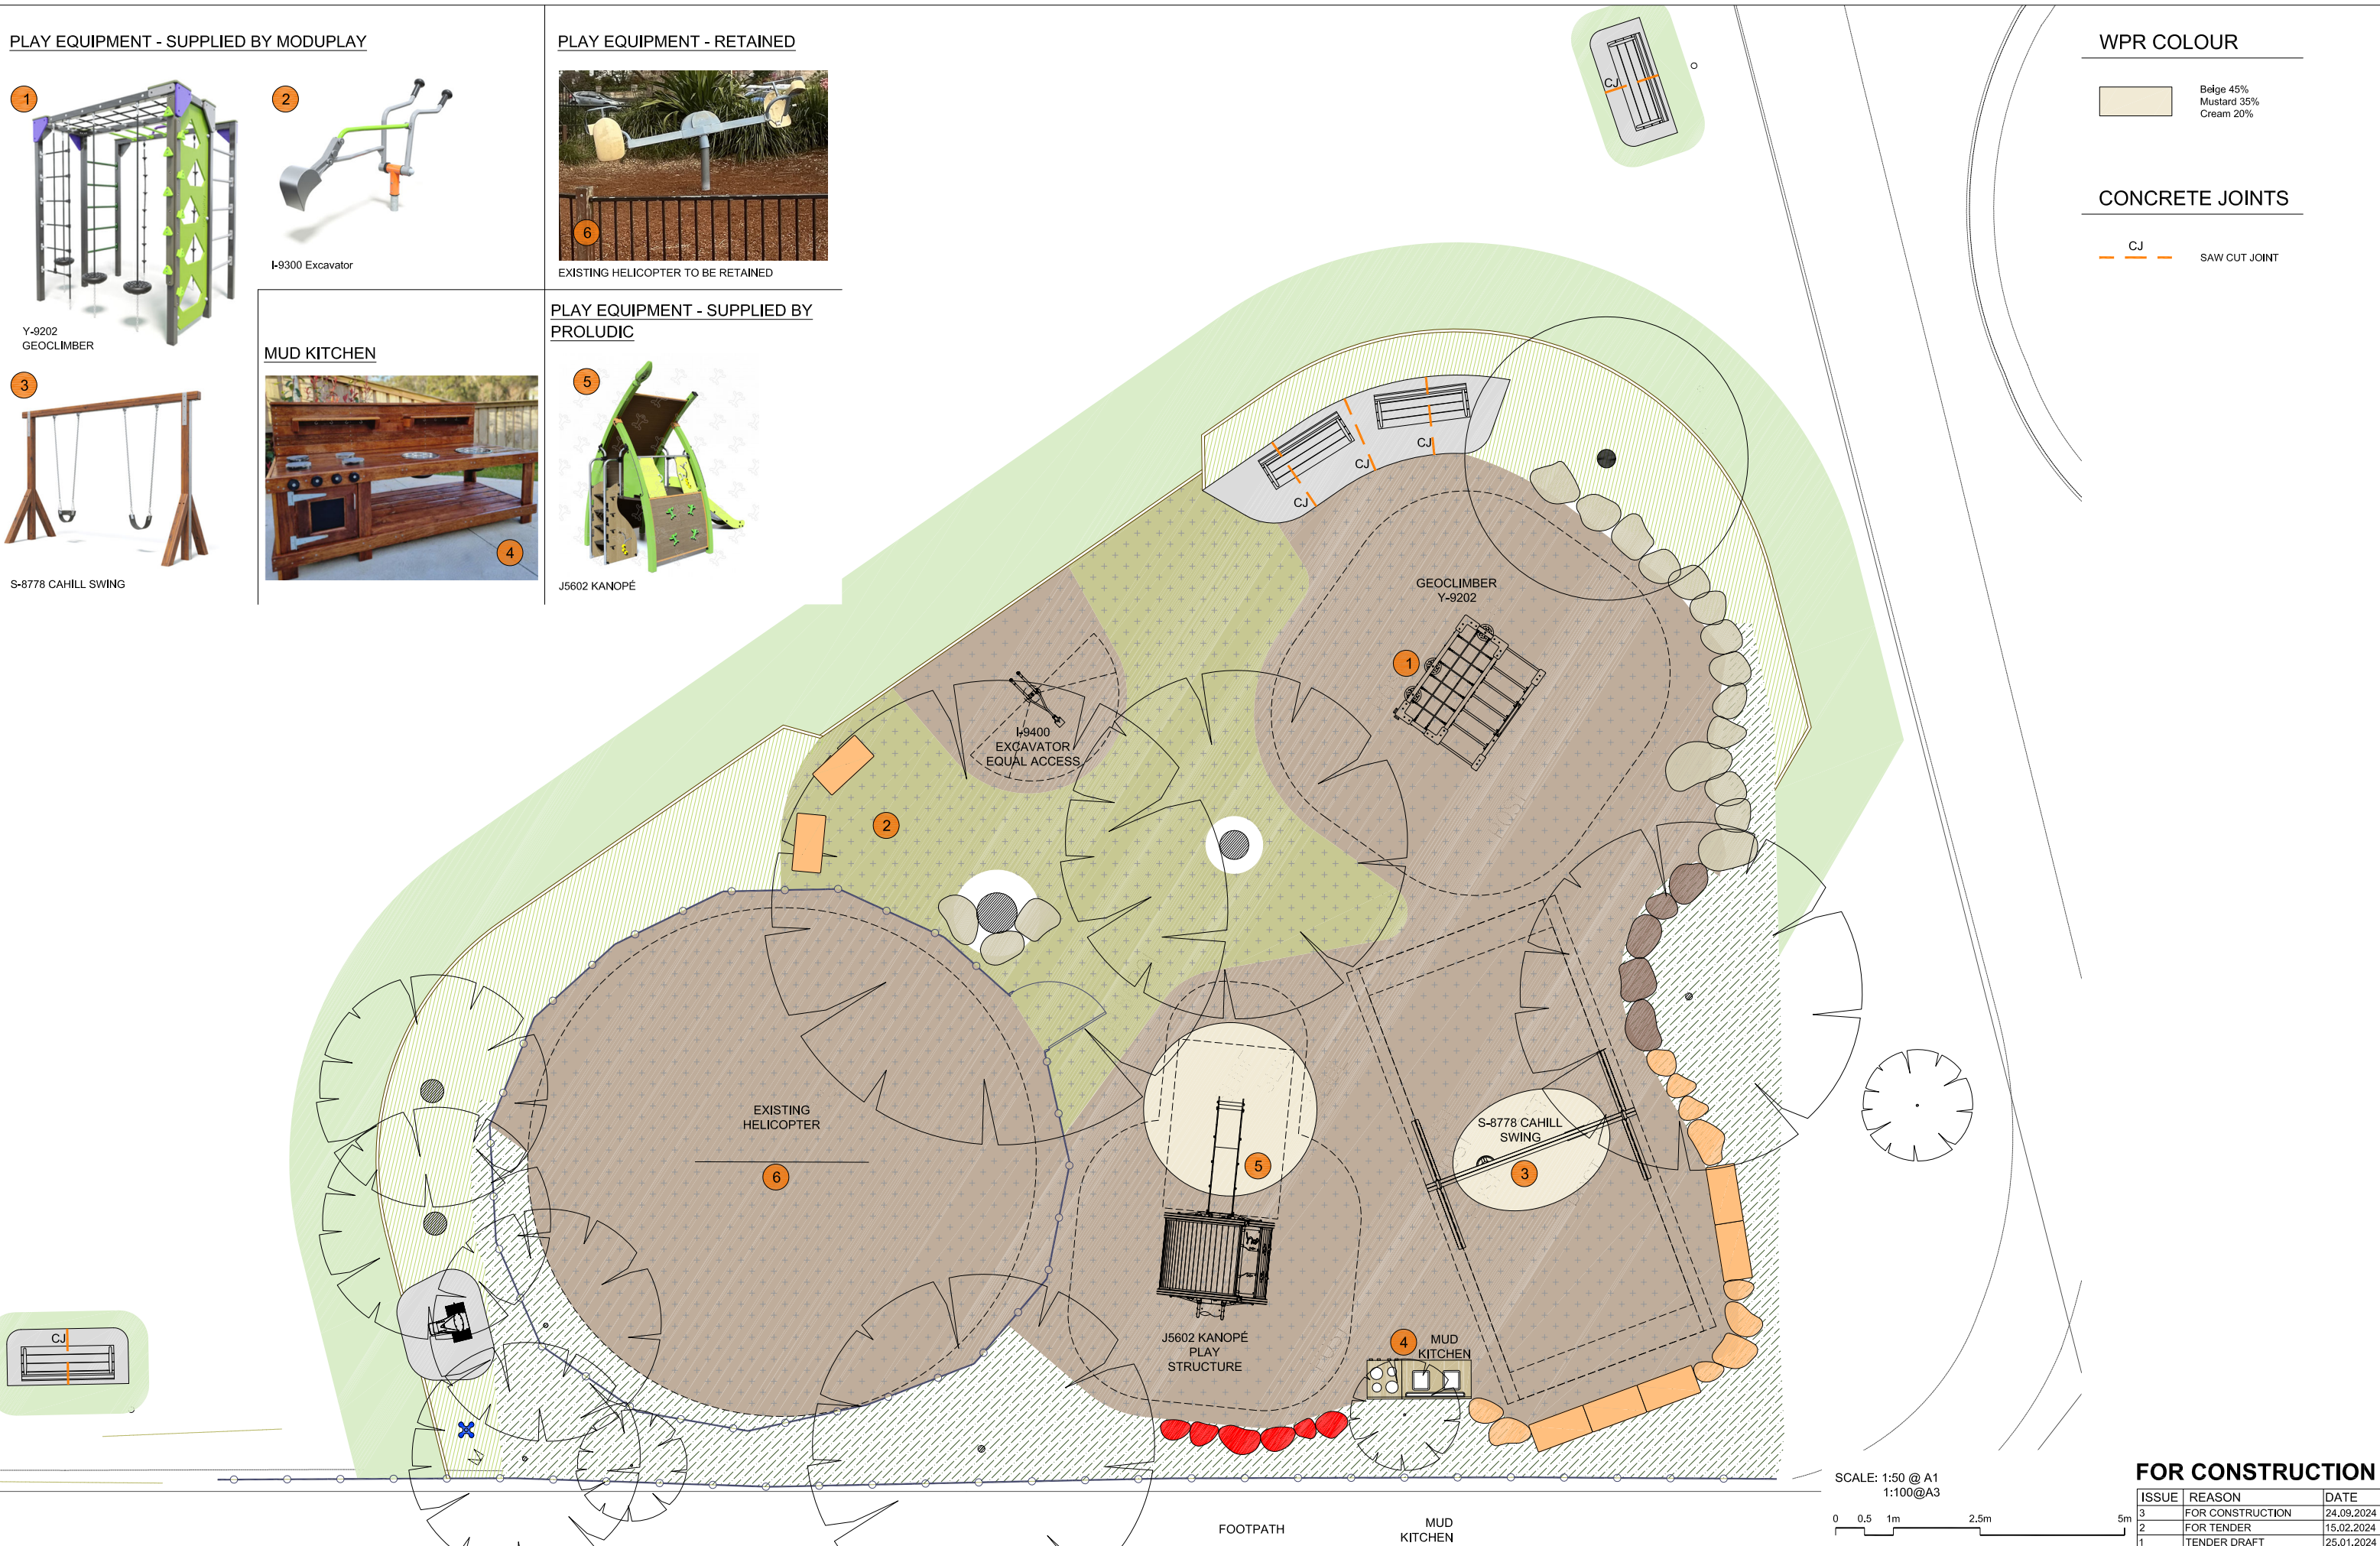 PLAY EQUIPMENT - SUPPLIED BY MODUPLAY
1
Y-9202
GEOCLIMBER
2
I-9300 Excavator
3
S-8778 CAHILL SWING
MUD KITCHEN
4
PLAY EQUIPMENT - RETAINED
6
EXISTING HELICOPTER TO BE RETAINED
PLAY EQUIPMENT - SUPPLIED BY
PROLUDIC
5
J5602 KANOPÉ
WPR COLOUR
Beige 45%
Mustard 35%
Cream 20%
CONCRETE JOINTS
CJ
SAW CUT JOINT
CJ
CJ
CJ
CJ
GEOCLIMBER
Y-9202
1
I-9400
EXCAVATOR
EQUAL ACCESS
2
EXISTING
HELICOPTER
6
S-8778 CAHILL
SWING
3
5
J5602 KANOPÉ
PLAY
STRUCTURE
4
MUD
KITCHEN
CJ
FOOTPATH
MUD
KITCHEN
SCALE: 1:50 @ A1
1:100@A3
0 0.5 1m 2.5m 5m
FOR CONSTRUCTION
ISSUE REASON DATE
3 FOR CONSTRUCTION 24.09.2024
2 FOR TENDER 15.02.2024
1 TENDER DRAFT 25.01.2024